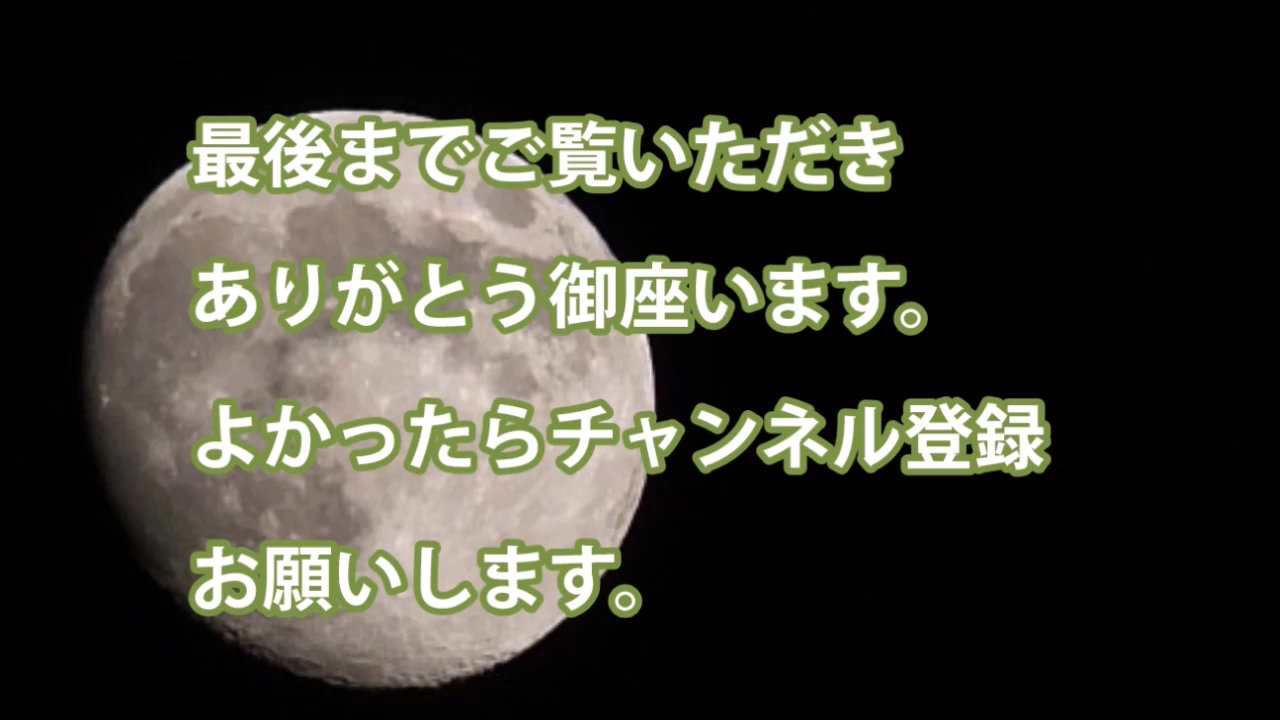 最後までご覧いただき
ありがとう御座います。
よかったらチャンネル登録
お願いします。